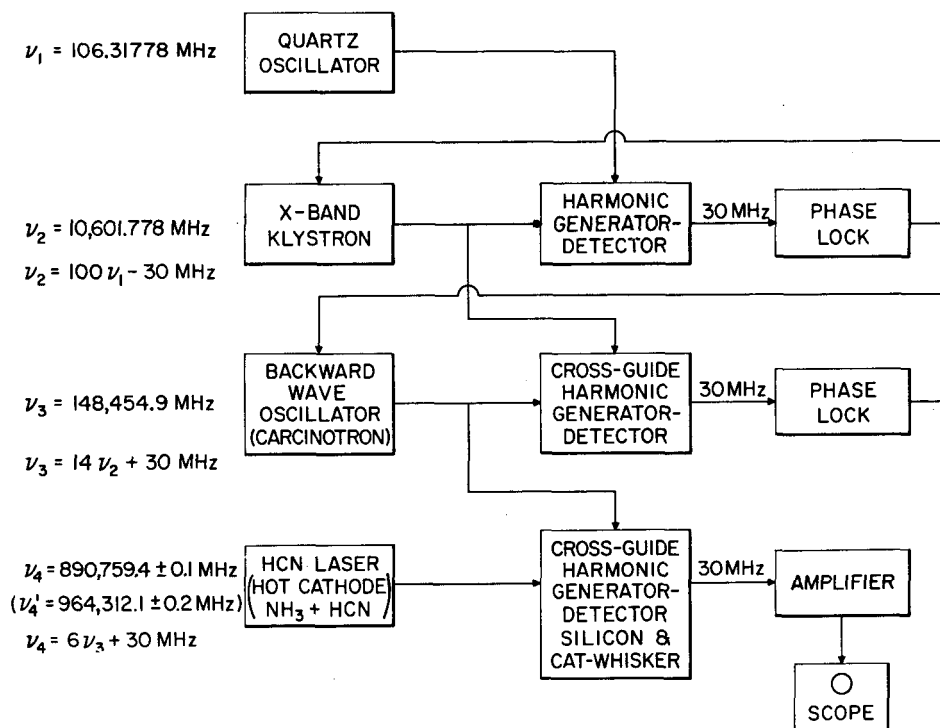 ν₁ = 106.31778 MHz
QUARTZ
OSCILLATOR
ν₂ = 10,601.778 MHz
ν₂ = 100 ν₁ - 30 MHz
X-BAND
KLYSTRON
HARMONIC
GENERATOR-
DETECTOR
30 MHz
PHASE
LOCK
ν₃ = 148,454.9 MHz
ν₃ = 14 ν₂ + 30 MHz
BACKWARD
WAVE
OSCILLATOR
(CARCINOTRON)
CROSS-GUIDE
HARMONIC
GENERATOR-
DETECTOR
30 MHz
PHASE
LOCK
ν₄ = 890,759.4 ± 0.1 MHz
(ν₄' = 964,312.1 ± 0.2 MHz)
ν₄ = 6 ν₃ + 30 MHz
HCN LASER
(HOT CATHODE
NH₃ + HCN)
CROSS-GUIDE
HARMONIC
GENERATOR-
DETECTOR
SILICON &
CAT-WHISKER
30 MHz
AMPLIFIER
SCOPE